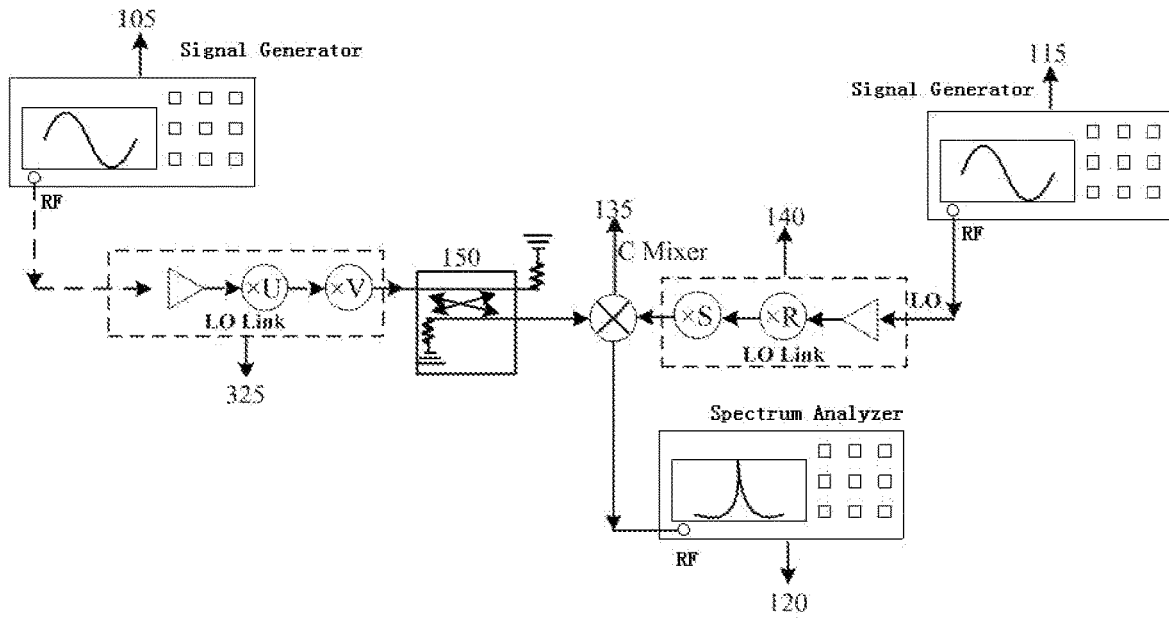 105
Signal Generator
115
Signal Generator
RF
135
140
RF
C Mixer
150
×U
×V
LO Link
×S
×R
LO
LO Link
325
Spectrum Analyzer
RF
120